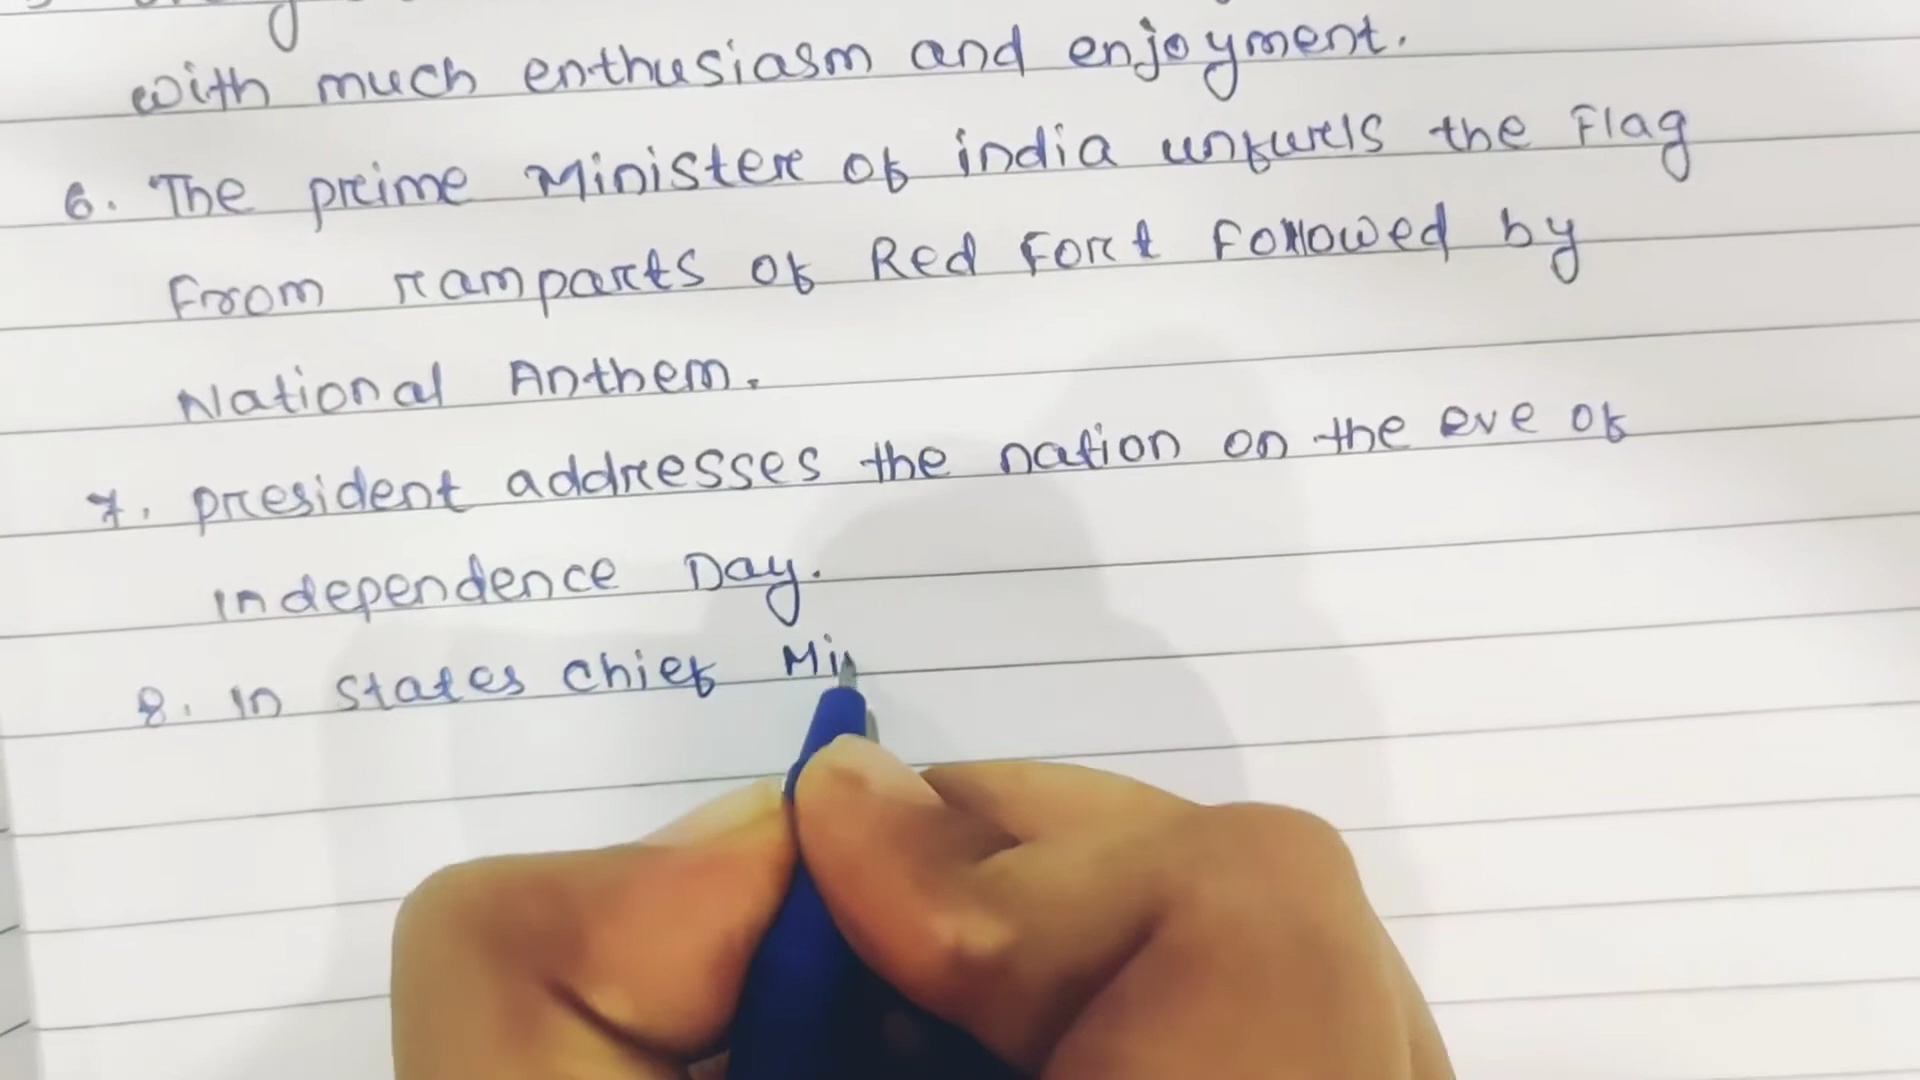 with much enthusiasm and enjoyment.
6. The prime Minister of india unfurls the Flag
From ramparts of Red Fort Followed by
National Anthem.
7. president addresses the nation on the eve of
independence Day.
8. In states chief Min